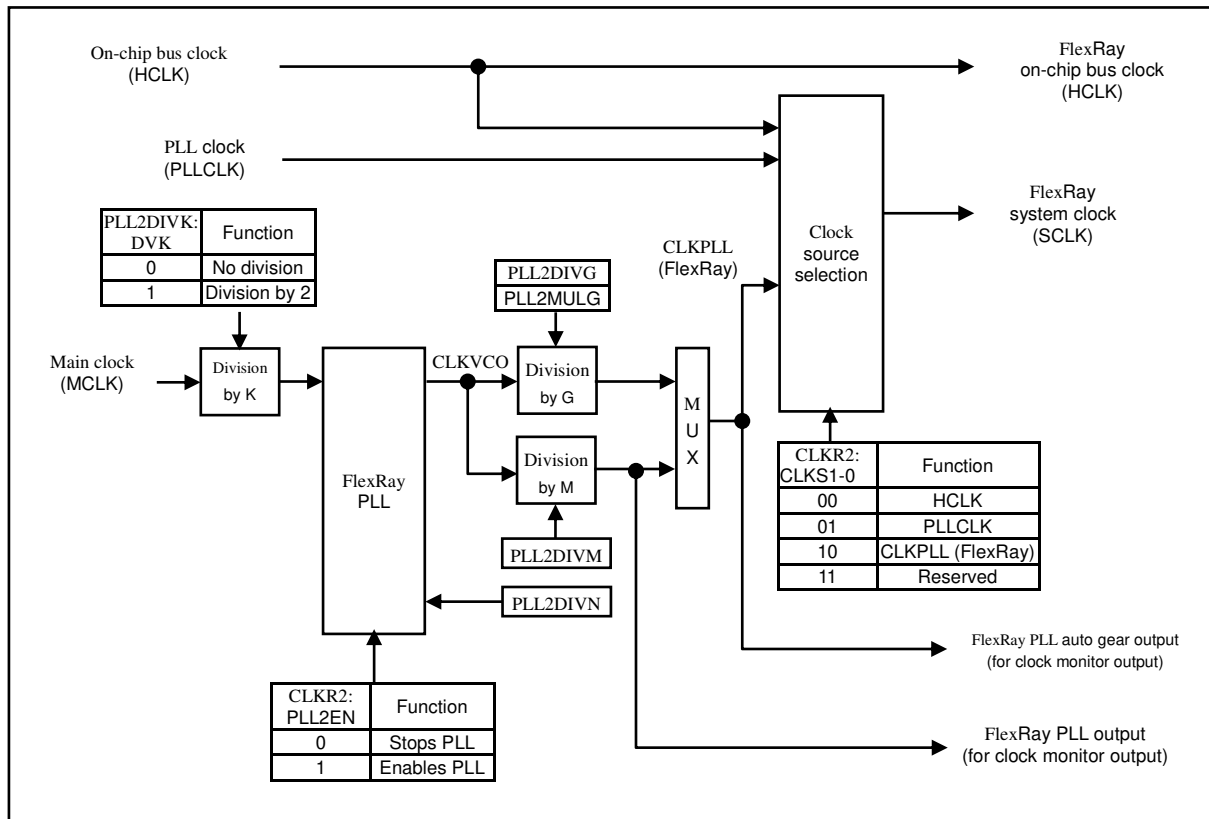 On-chip bus clock
(HCLK)
FlexRay
on-chip bus clock
(HCLK)
PLL clock
(PLLCLK)
FlexRay
system clock
(SCLK)
Clock
source
selection
PLL2DIVK:
DVK
Function
0
No division
1
Division by 2
CLKPLL
(FlexRay)
PLL2DIVG
PLL2MULG
Main clock
(MCLK)
Division
by K
CLKVCO
Division
by G
M
U
X
FlexRay
PLL
Division
by M
PLL2DIVM
PLL2DIVN
CLKR2:
CLKS1-0
Function
00
HCLK
01
PLLCLK
10
CLKPLL (FlexRay)
11
Reserved
FlexRay PLL auto gear output
(for clock monitor output)
CLKR2:
PLL2EN
Function
0
Stops PLL
1
Enables PLL
FlexRay PLL output
(for clock monitor output)